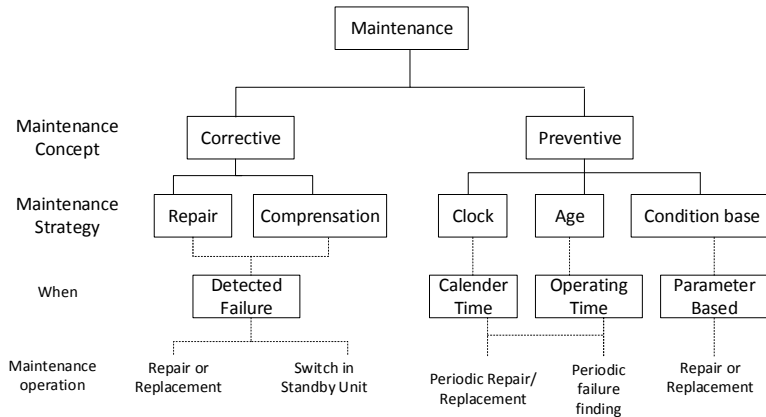 Maintenance
Maintenance
Concept
Corrective
Preventive
Maintenance
Strategy
Repair
Comprensation
Clock
Age
Condition base
When
Detected
Failure
Calender
Time
Operating
Time
Parameter
Based
Maintenance
operation
Repair or
Replacement
Switch in
Standby Unit
Periodic Repair/
Replacement
Periodic
failure
finding
Repair or
Replacement